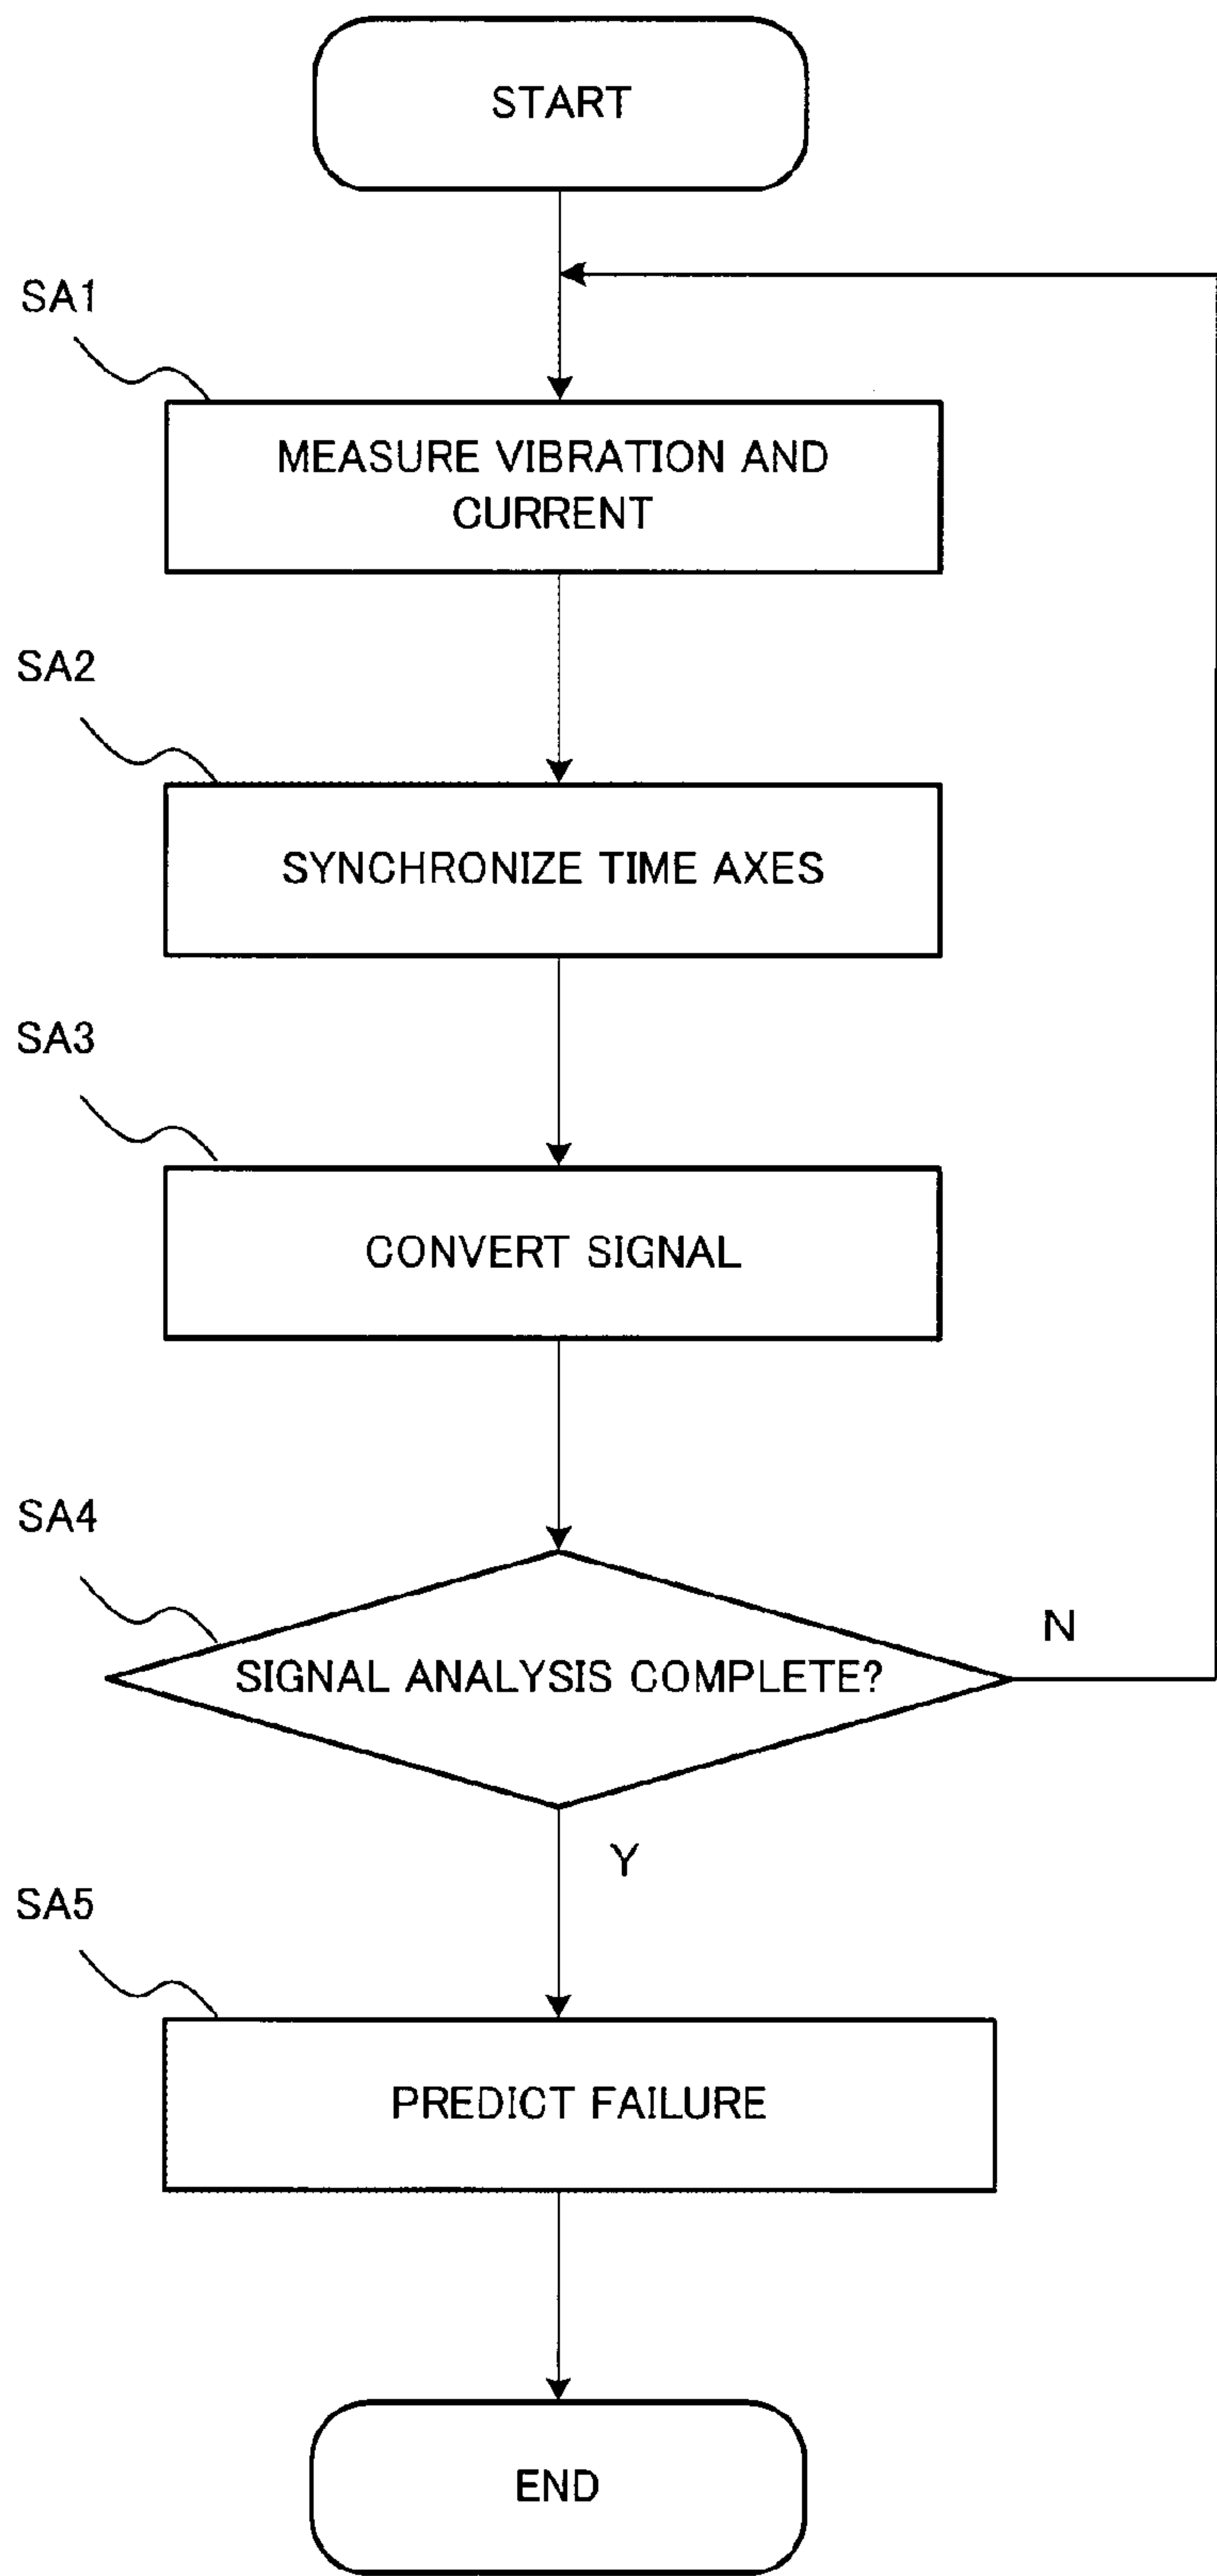 START
SA1
MEASURE VIBRATION AND
CURRENT
SA2
SYNCHRONIZE TIME AXES
SA3
CONVERT SIGNAL
SA4
SIGNAL ANALYSIS COMPLETE?
N
Y
SA5
PREDICT FAILURE
END